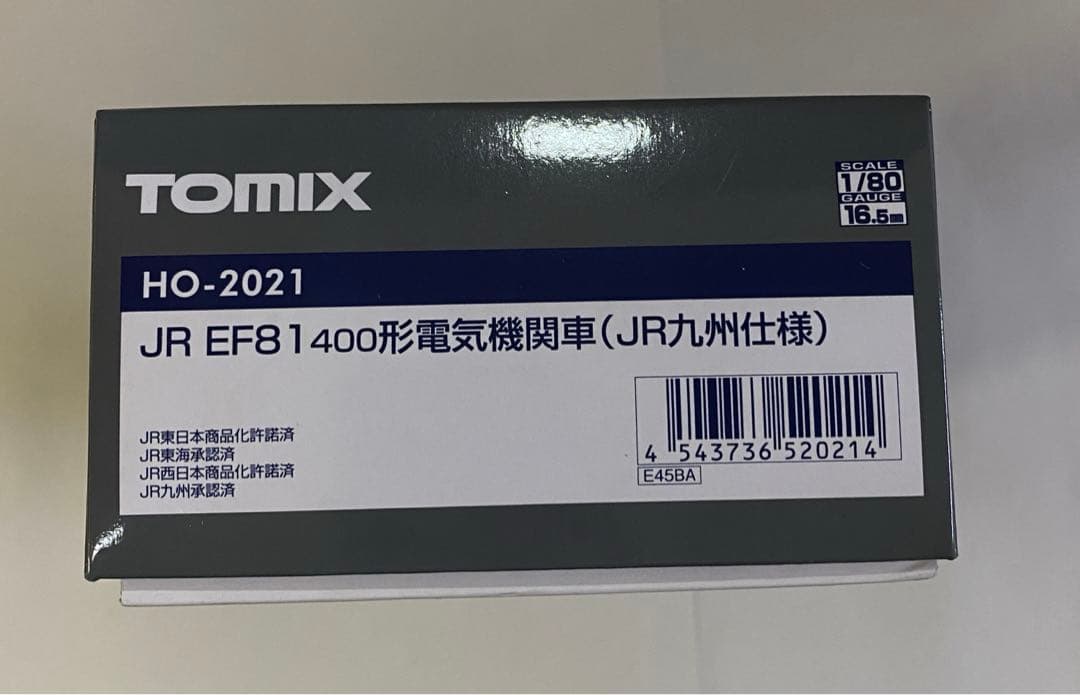 TOMIX
SCALE
1/80
GAUGE
16.5mm
HO-2021
JR EF81 400形電気機関車(JR九州仕様)
JR東日本商品化許諾済
JR東海承認済
JR西日本商品化許諾済
JR九州承認済
4 543736 520214
E45BA